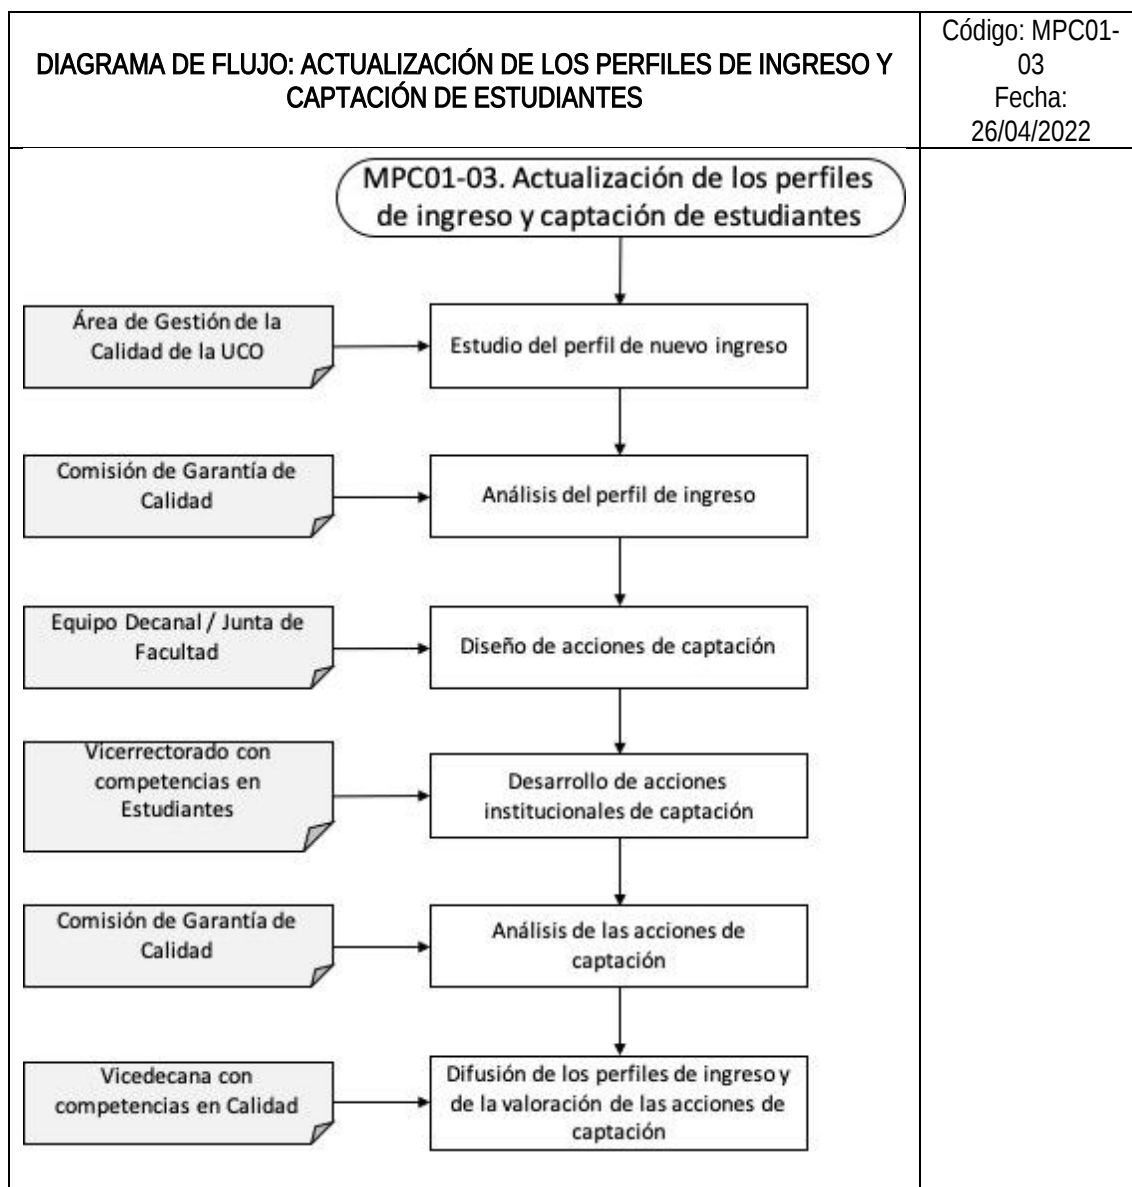 DIAGRAMA DE FLUJO: ACTUALIZACIÓN DE LOS PERFILES DE INGRESO Y
CAPTACIÓN DE ESTUDIANTES
Código: MPC01-
03
Fecha:
26/04/2022
MPC01-03. Actualización de los perfiles
de ingreso y captación de estudiantes
Área de Gestión de la
Calidad de la UCO
Estudio del perfil de nuevo ingreso
Comisión de Garantía de
Calidad
Análisis del perfil de ingreso
Equipo Decanal / Junta de
Facultad
Diseño de acciones de captación
Vicerrectorado con
competencias en
Estudiantes
Desarrollo de acciones
institucionales de captación
Comisión de Garantía de
Calidad
Análisis de las acciones de
captación
Vicedecana con
competencias en Calidad
Difusión de los perfiles de ingreso y
de la valoración de las acciones de
captación